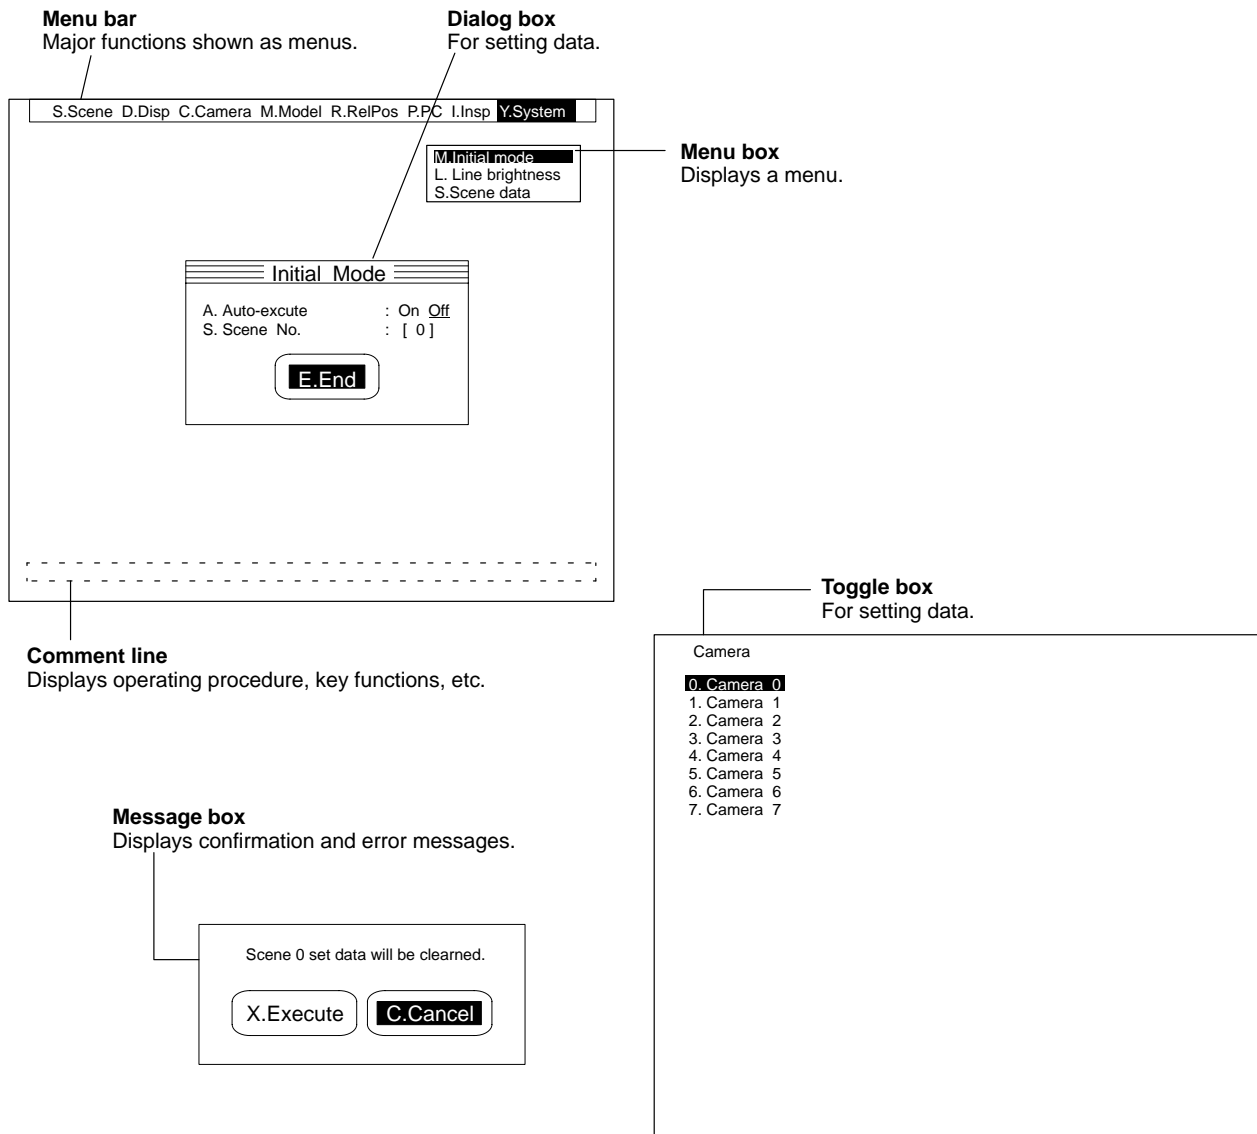 Menu bar
Major functions shown as menus.
Dialog box
For setting data.
S.Scene D.Disp C.Camera M.Model R.RelPos P.PC I.Insp Y.System
M.Initial mode
L. Line brightness
S.Scene data
Menu box
Displays a menu.
Initial Mode
A. Auto-excute : On Off
S. Scene No. : [ 0 ]
E.End
Comment line
Displays operating procedure, key functions, etc.
Toggle box
For setting data.
Camera
0. Camera 0
1. Camera 1
2. Camera 2
3. Camera 3
4. Camera 4
5. Camera 5
6. Camera 6
7. Camera 7
Message box
Displays confirmation and error messages.
Scene 0 set data will be clearned.
X.Execute C.Cancel